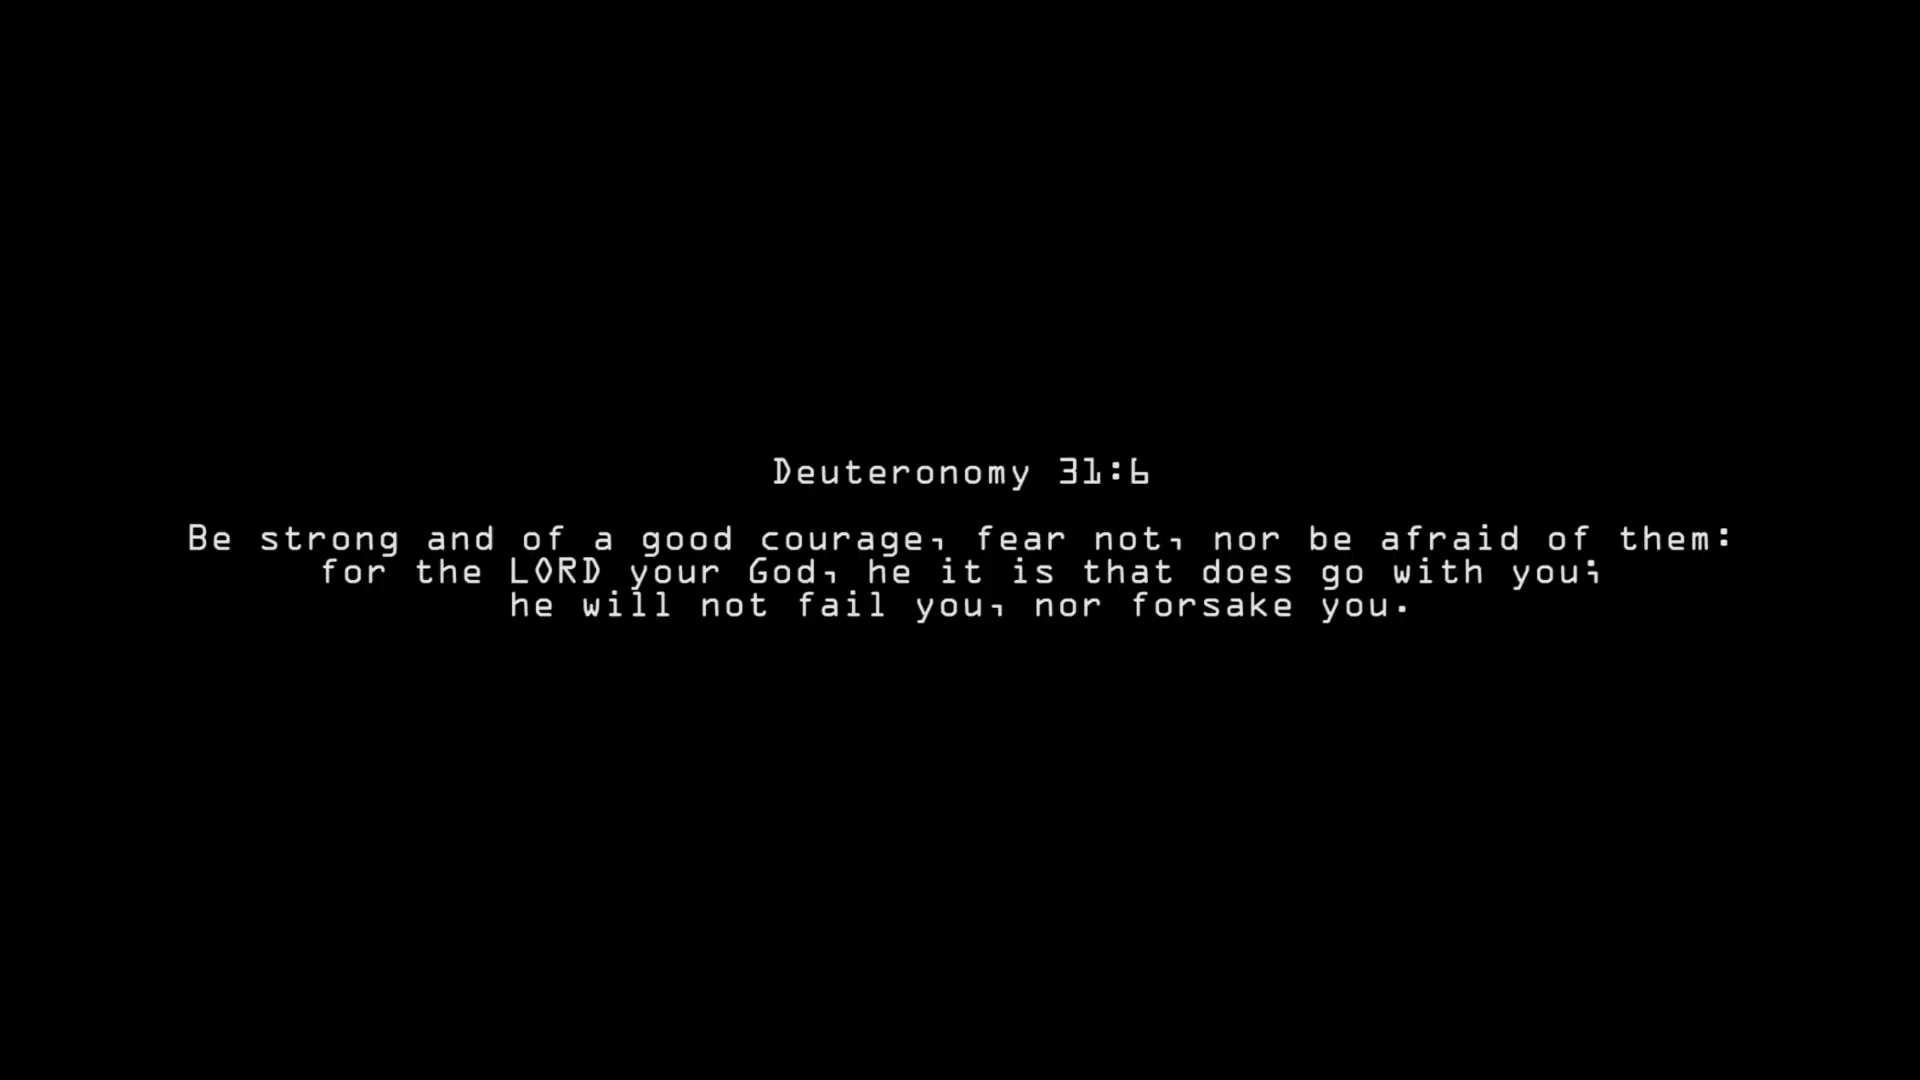 Deuteronomy 31:6
Be strong and of a good courage, fear not, nor be afraid of them:
for the LORD your God, he it is that does go with you;
he will not fail you, nor forsake you.